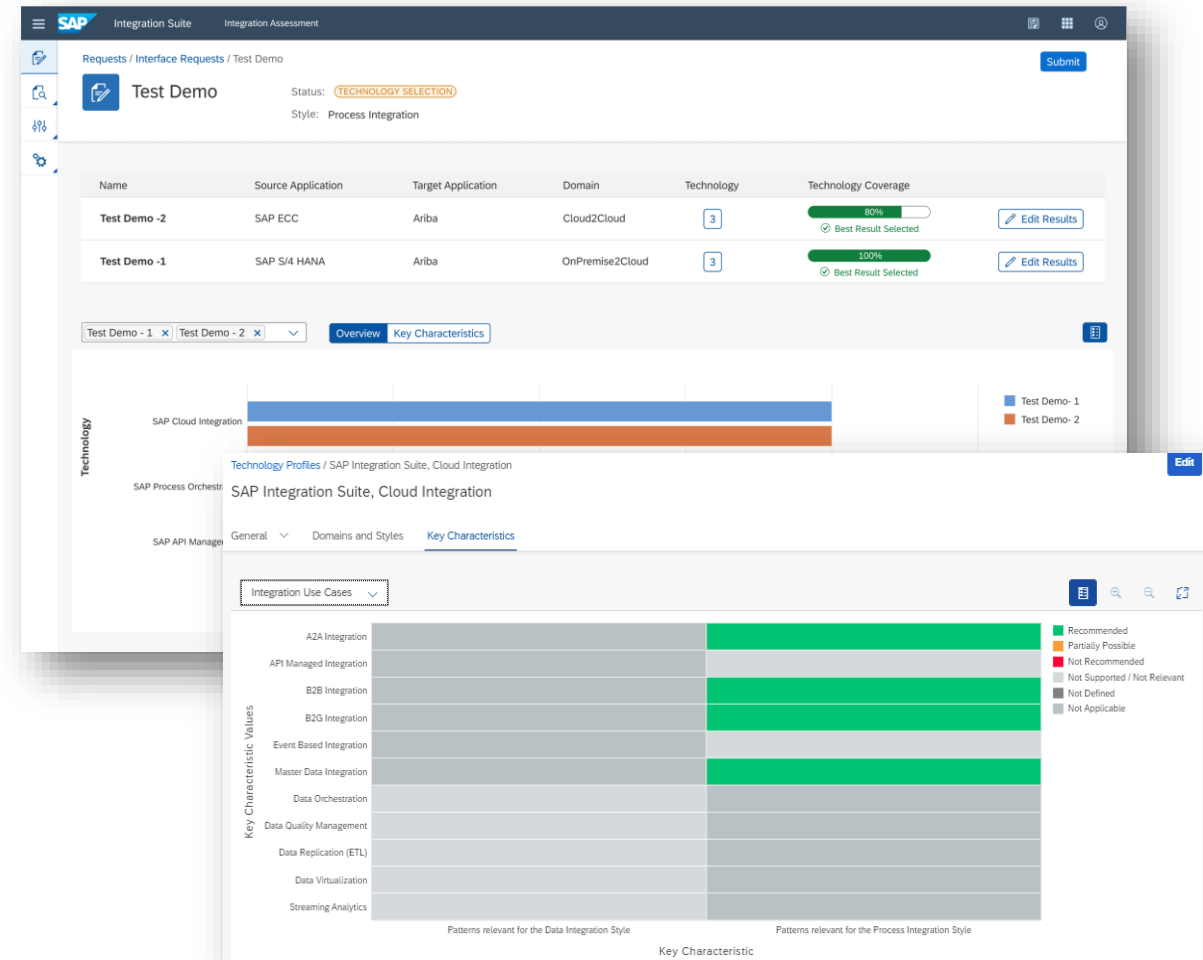 SAP Integration Suite Integration Assessment
Requests / Interface Requests / Test Demo
Submit
Test Demo
Status: TECHNOLOGY SELECTION
Style: Process Integration
Name Source Application Target Application Domain Technology Technology Coverage
Test Demo -2 SAP ECC Ariba Cloud2Cloud 3 80% Edit Results
Best Result Selected
Test Demo -1 SAP S/4 HANA Ariba OnPremise2Cloud 3 100% Edit Results
Best Result Selected
Test Demo - 1 Test Demo - 2 Overview Key Characteristics
Technology
SAP Cloud Integration
SAP Process Orchestr
SAP API Manage
Test Demo- 1
Test Demo- 2
Technology Profiles / SAP Integration Suite, Cloud Integration
Edit
SAP Integration Suite, Cloud Integration
General Domains and Styles Key Characteristics
Integration Use Cases
Key Characteristic Values
A2A Integration
API Managed Integration
B2B Integration
B2G Integration
Event Based Integration
Master Data Integration
Data Orchestration
Data Quality Management
Data Replication (ETL)
Data Virtualization
Streaming Analytics
Recommended
Partially Possible
Not Recommended
Not Supported / Not Relevant
Not Defined
Not Applicable
Patterns relevant for the Data Integration Style Patterns relevant for the Process Integration Style
Key Characteristic